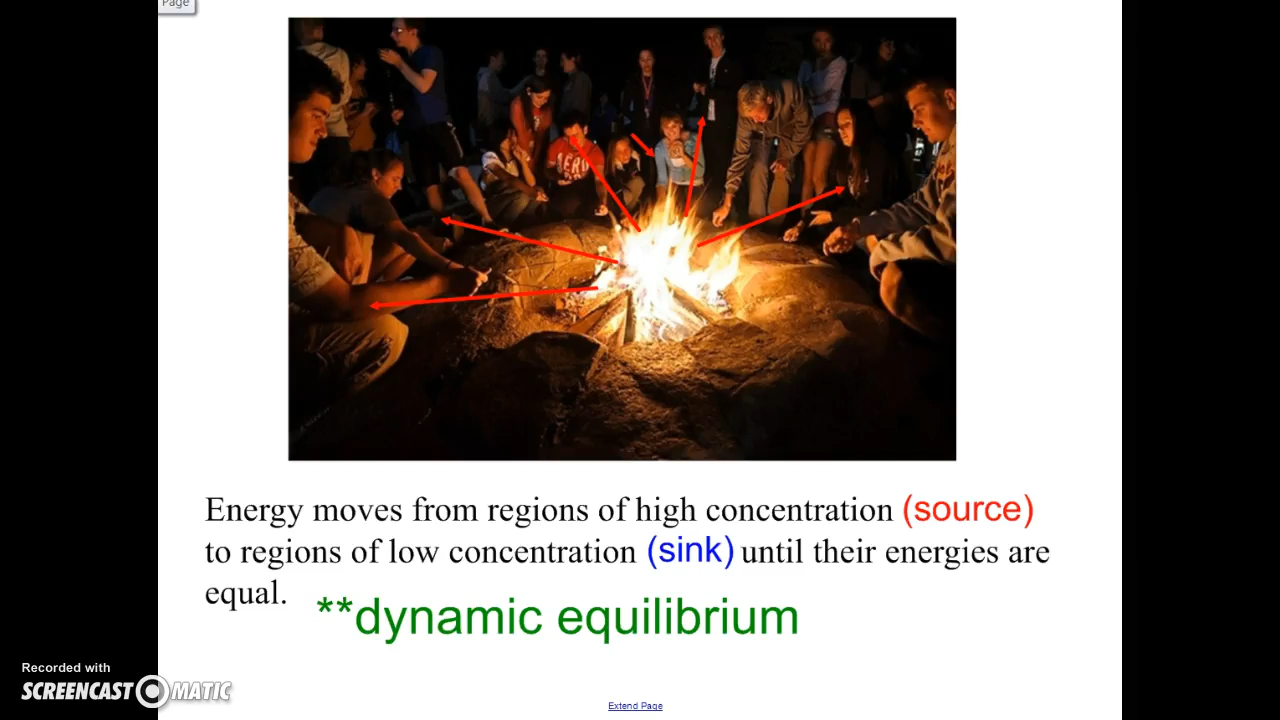 Page
AERO
Energy moves from regions of high concentration (source)
to regions of low concentration (sink) until their energies are
equal.
**dynamic equilibrium
Recorded with
SCREENCAST O MATIC
Extend Page